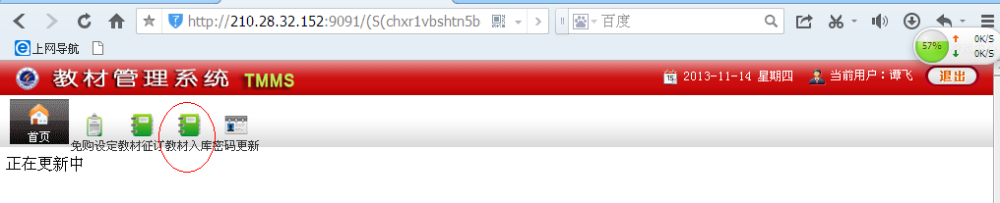 http://210.28.32.152:9091/(S(chxr1vbshtn5b
百度
上网导航
57%
0K/S
0K/S
教材管理系统 TMMS
15
2013-11-14 星期四
当前用户：谭飞
退出
首页
免购设定
教材征订
教材入库
密码更新
正在更新中